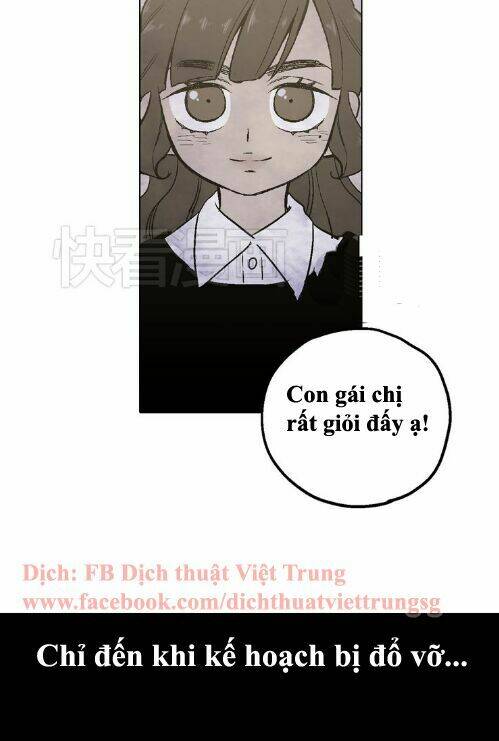 快看漫画
Con gái chị
rất giỏi đấy ạ!
Dịch: FB Dịch thuật Việt Trung
www.facebook.com/dichthuatviettrungsg
Chỉ đến khi kế hoạch bị đổ vỡ...